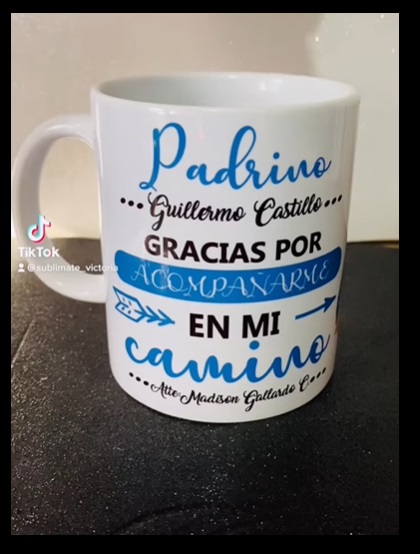 Padrino
Guillermo Castillo
GRACIAS POR
ACOMPAÑARME
EN MI
camino
Atte: Madison Gallardo C.
TikTok
@sublimate_victoria